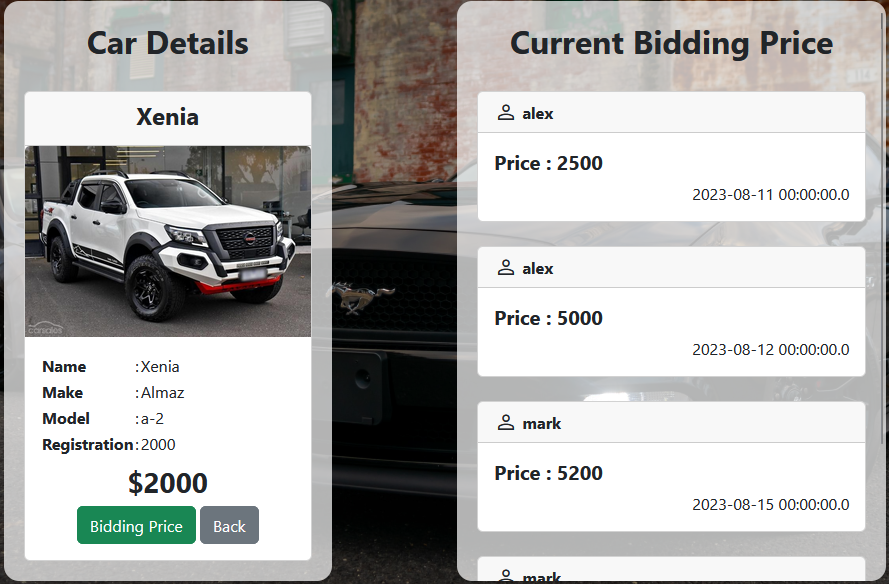 Car Details
Xenia
carsales
Name : Xenia
Make : Almaz
Model : a-2
Registration : 2000
$2000
Bidding Price
Back
Current Bidding Price
alex
Price : 2500
2023-08-11 00:00:00.0
alex
Price : 5000
2023-08-12 00:00:00.0
mark
Price : 5200
2023-08-15 00:00:00.0
mark